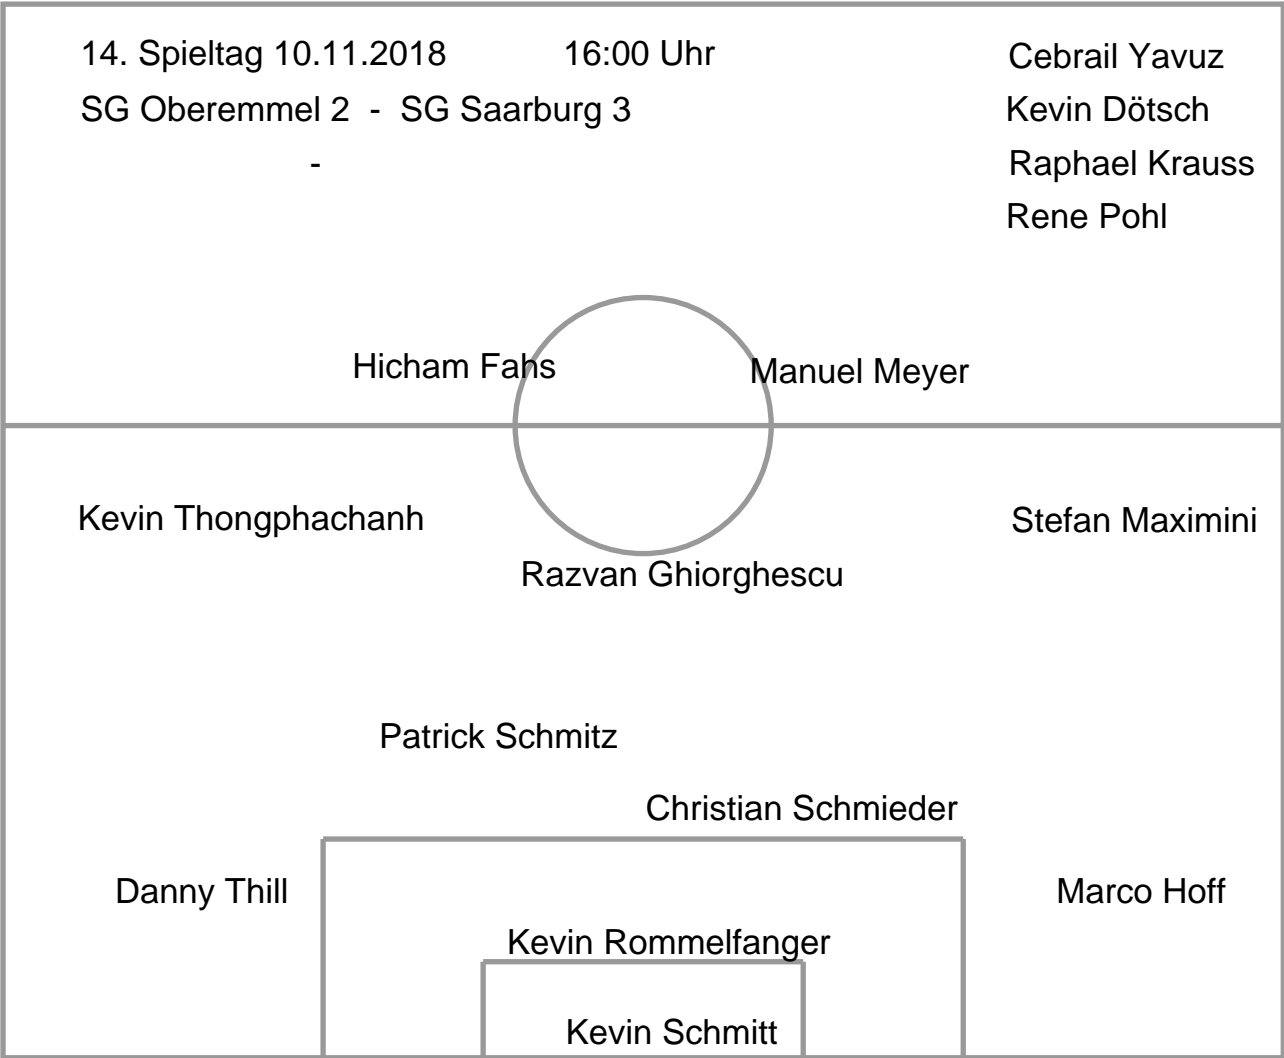 14. Spieltag 10.11.2018 16:00 Uhr
Cebrail Yavuz
SG Oberemmel 2 - SG Saarburg 3
Kevin Dötsch
-
Raphael Krauss
Rene Pohl
Hicham Fahs
Manuel Meyer
Kevin Thongphachanh
Stefan Maximini
Razvan Ghiorghescu
Patrick Schmitz
Christian Schmieder
Danny Thill
Marco Hoff
Kevin Rommelfanger
Kevin Schmitt